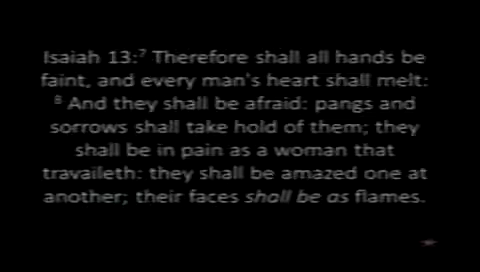 Isaiah 13:⁷ Therefore shall all hands be
faint, and every man's heart shall melt:
⁸ And they shall be afraid: pangs and
sorrows shall take hold of them; they
shall be in pain as a woman that
travaileth: they shall be amazed one at
another; their faces shall be as flames.